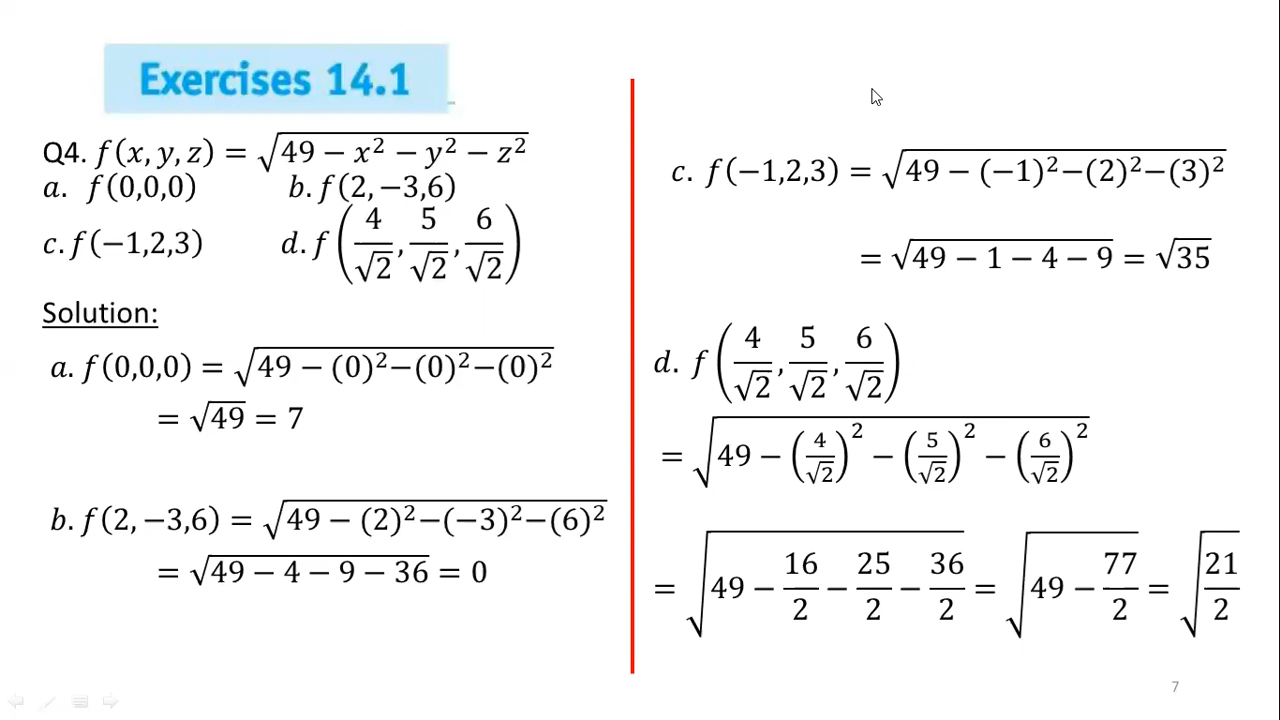 Exercises 14.1
Q4. f(x, y, z) = √(49 − x² − y² − z²)
a. f(0,0,0) b. f(2, −3,6)
c. f(−1,2,3) d. f(4/√2, 5/√2, 6/√2)
Solution:
a. f(0,0,0) = √(49 − (0)²−(0)²−(0)²)
= √49 = 7
b. f(2, −3,6) = √(49 − (2)²−(−3)²−(6)²)
= √(49 − 4 − 9 − 36) = 0
c. f(−1,2,3) = √(49 − (−1)²−(2)²−(3)²)
= √(49 − 1 − 4 − 9) = √35
d. f(4/√2, 5/√2, 6/√2)
= √(49 − (4/√2)² − (5/√2)² − (6/√2)²)
= √(49 − 16/2 − 25/2 − 36/2) = √(49 − 77/2) = √(21/2)
7